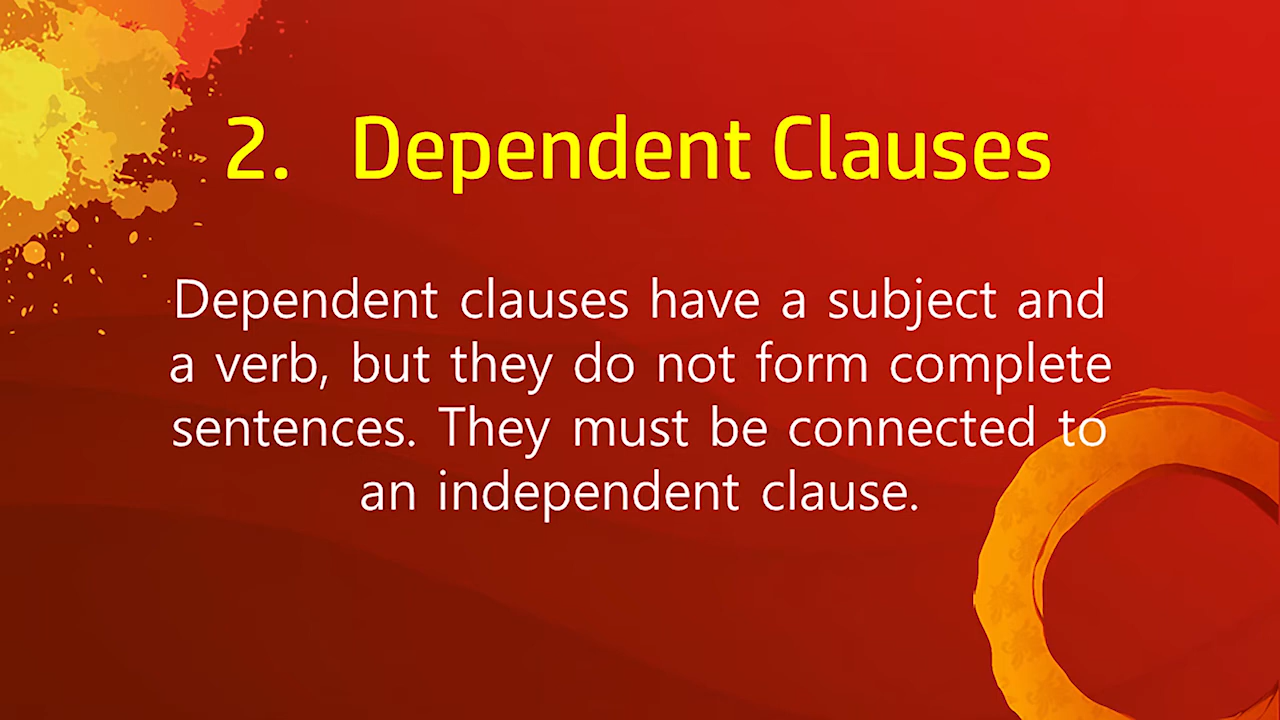 2. Dependent Clauses
Dependent clauses have a subject and
a verb, but they do not form complete
sentences. They must be connected to
an independent clause.